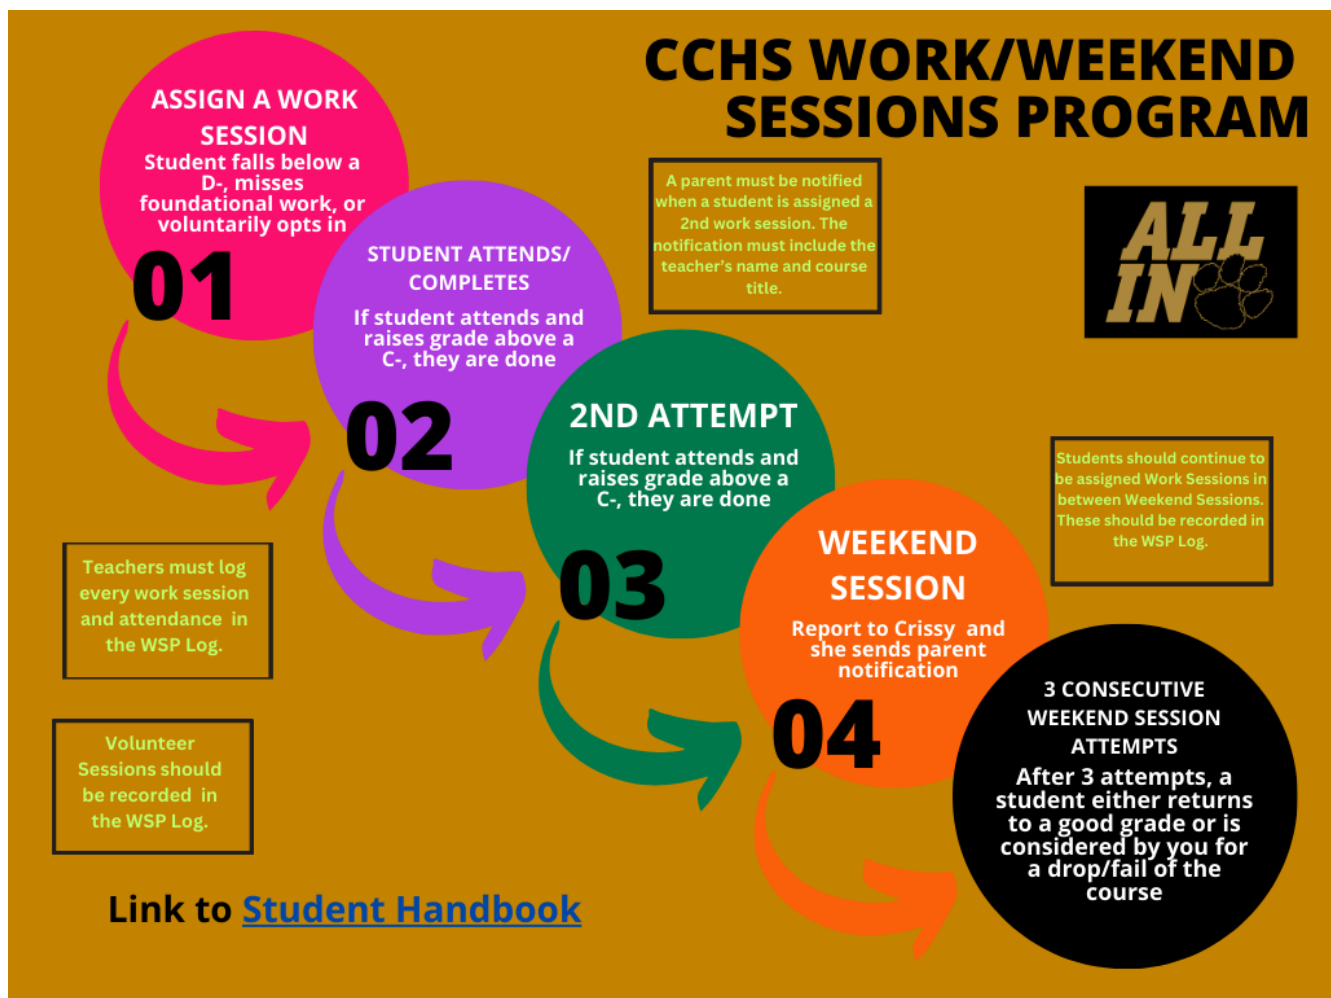 CCHS WORK/WEEKEND
SESSIONS PROGRAM
ASSIGN A WORK
SESSION
Student falls below a
D-, misses
foundational work, or
voluntarily opts in
01
A parent must be notified
when a student is assigned a
2nd work session. The
notification must include the
teacher's name and course
title.
ALL
IN
STUDENT ATTENDS/
COMPLETES
If student attends and
raises grade above a
C-, they are done
02
2ND ATTEMPT
If student attends and
raises grade above a
C-, they are done
03
Students should continue to
be assigned Work Sessions in
between Weekend Sessions.
These should be recorded in
the WSP Log.
WEEKEND
SESSION
Report to Crissy and
she sends parent
notification
04
Teachers must log
every work session
and attendance in
the WSP Log.
3 CONSECUTIVE
WEEKEND SESSION
ATTEMPTS
After 3 attempts, a
student either returns
to a good grade or is
considered by you for
a drop/fail of the
course
Volunteer
Sessions should
be recorded in
the WSP Log.
Link to Student Handbook